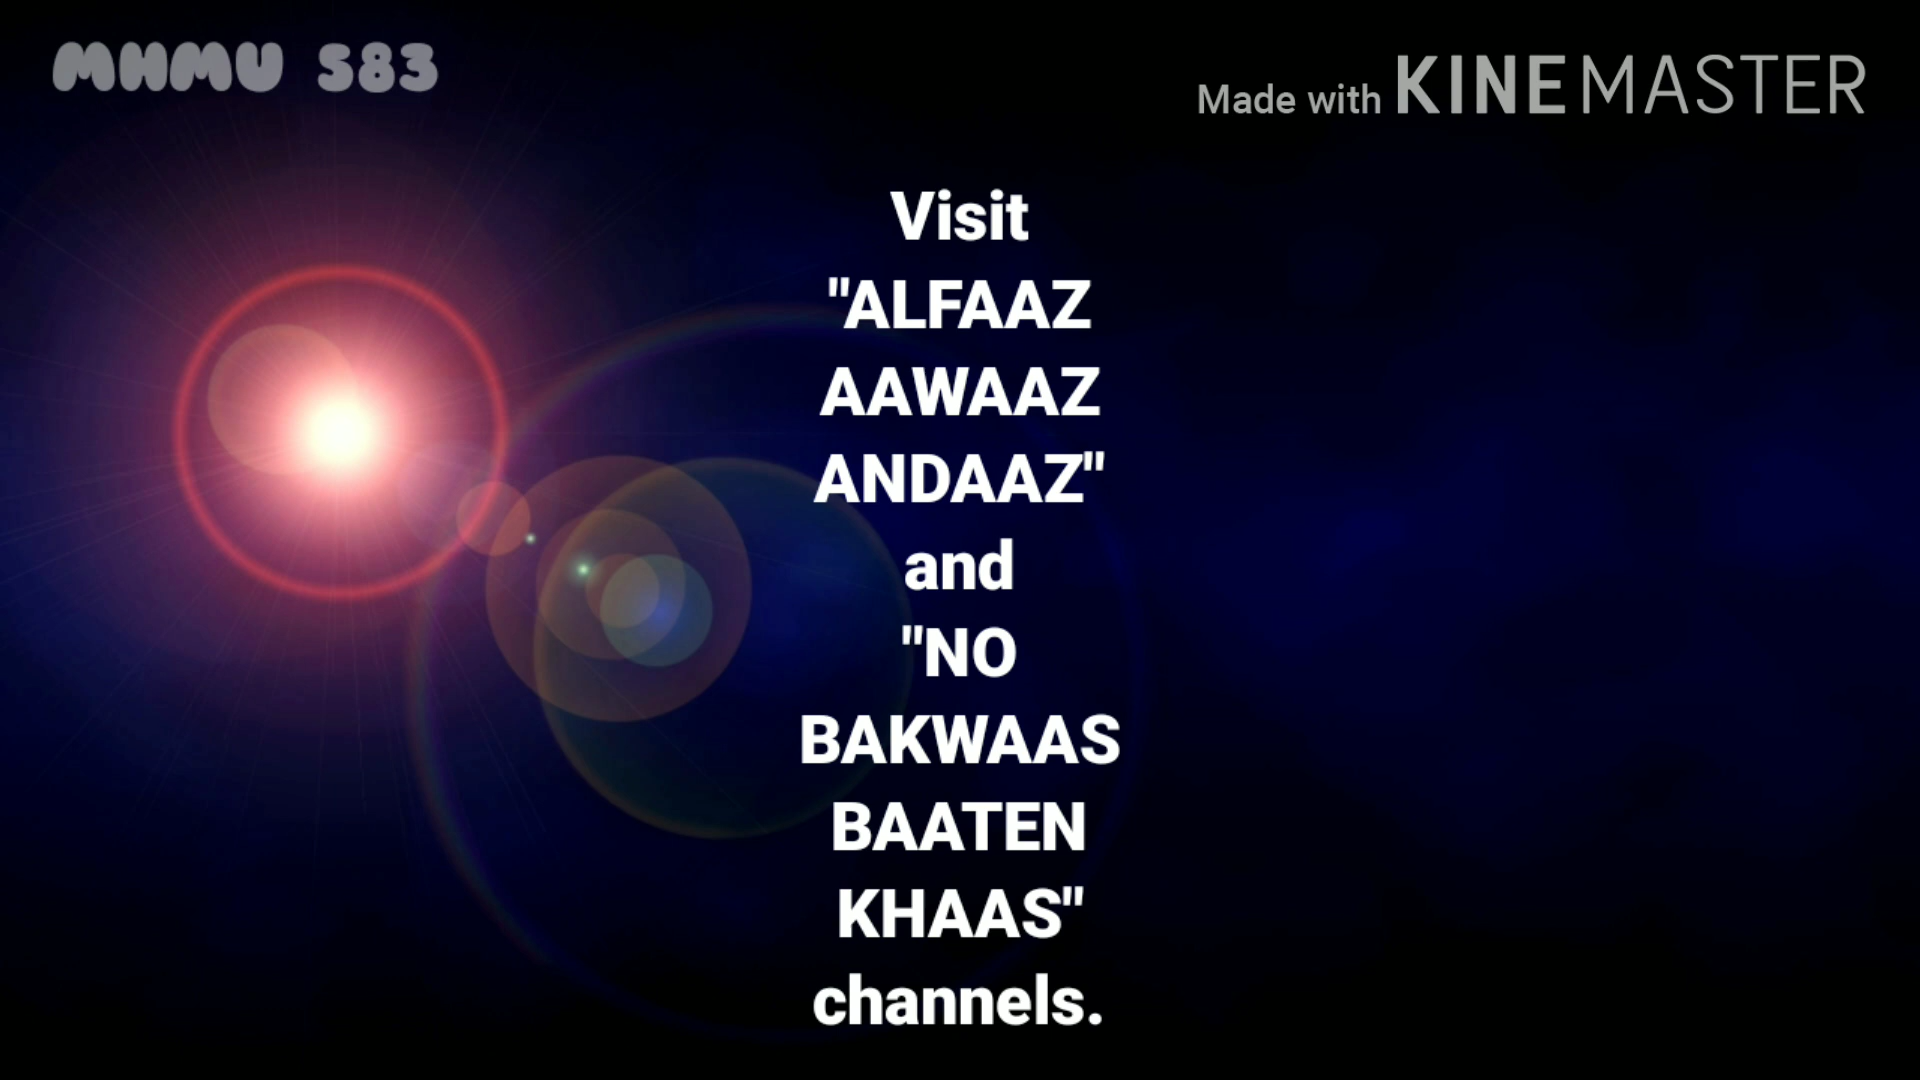 MHMU S83
Made with KINEMASTER
Visit
"ALFAAZ
AAWAAZ
ANDAAZ"
and
"NO
BAKWAAS
BAATEN
KHAAS"
channels.